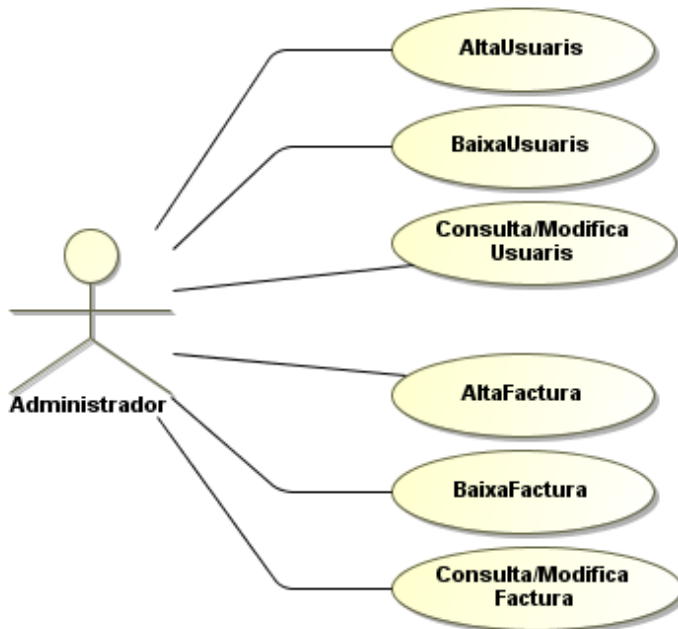 AltaUsuaris
BaixaUsuaris
Consulta/Modifica
Usuaris
Administrador
AltaFactura
BaixaFactura
Consulta/Modifica
Factura